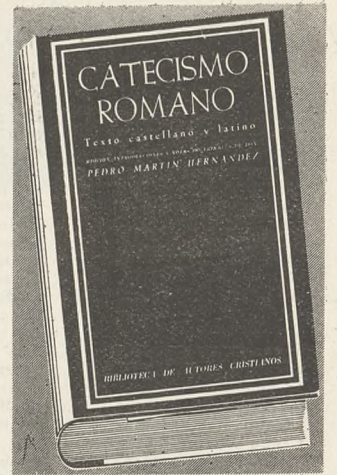 CATECISMO
ROMANO
Texto castellano y latino
PEDRO MARTIN HERNANDEZ
BIBLIOTECA DE AUTORES CRISTIANOS